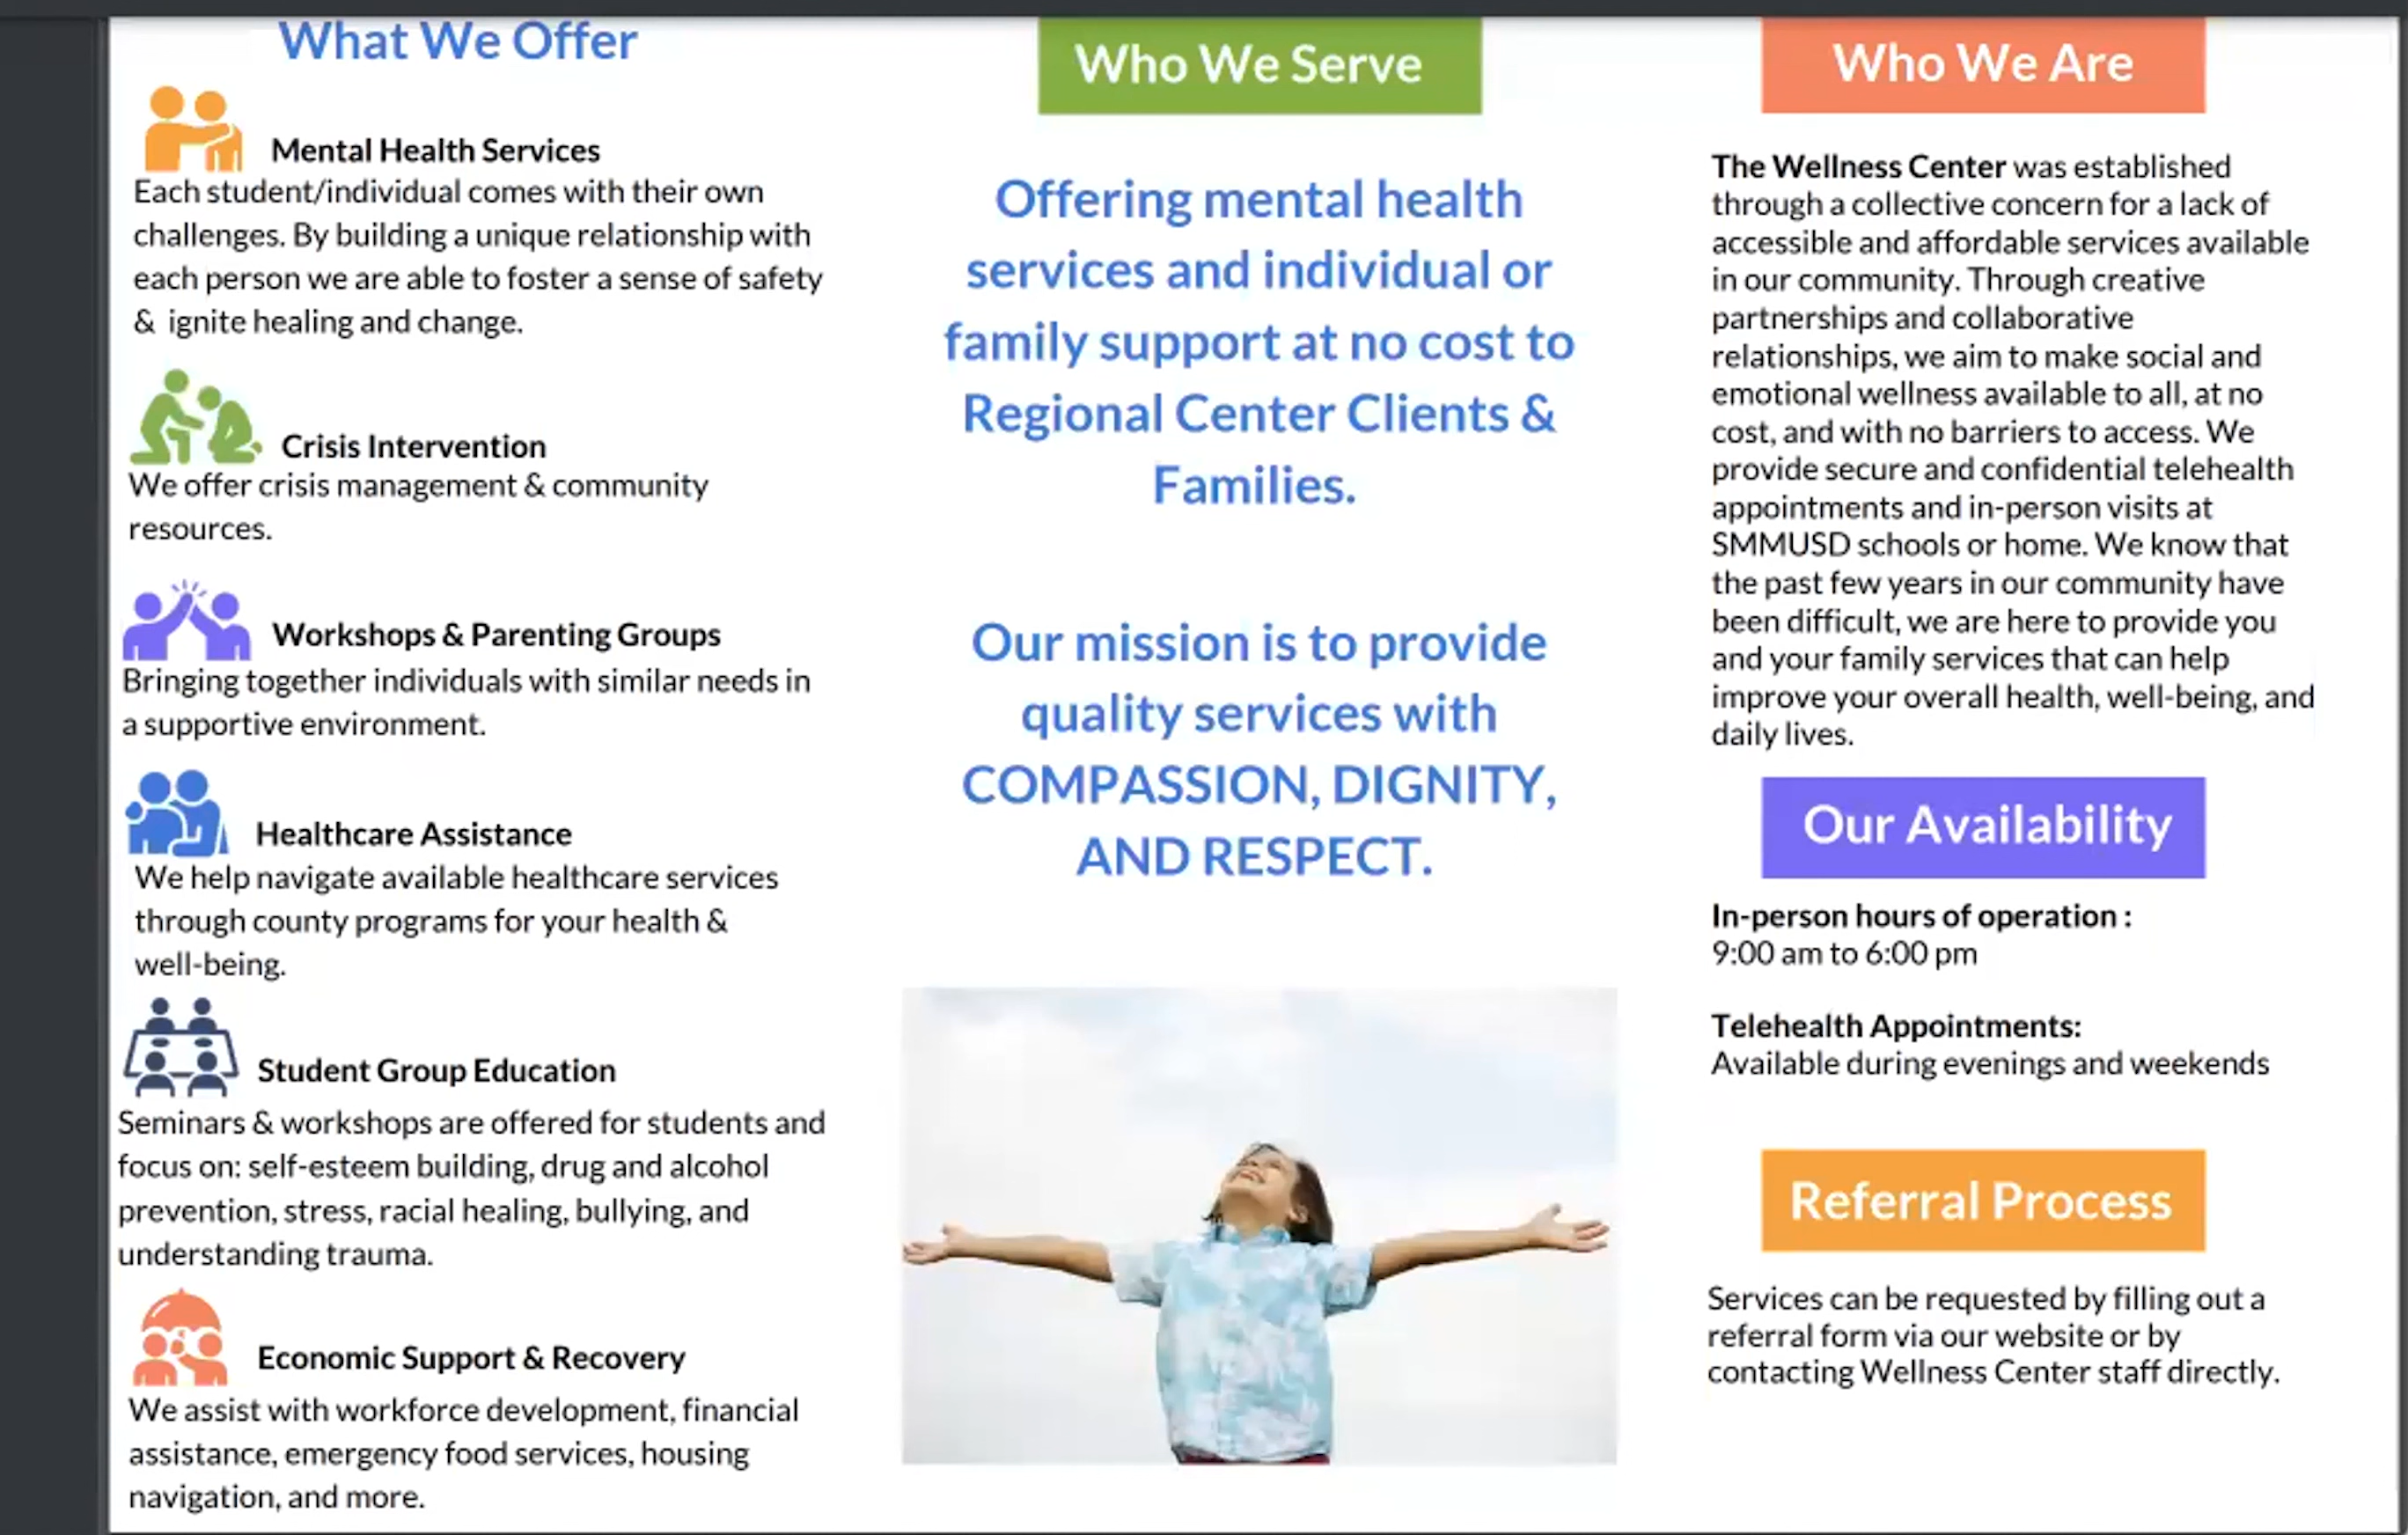 What We Offer
Mental Health Services
Each student/individual comes with their own
challenges. By building a unique relationship with
each person we are able to foster a sense of safety
& ignite healing and change.
Crisis Intervention
We offer crisis management & community
resources.
Workshops & Parenting Groups
Bringing together individuals with similar needs in
a supportive environment.
Healthcare Assistance
We help navigate available healthcare services
through county programs for your health &
well-being.
Student Group Education
Seminars & workshops are offered for students and
focus on: self-esteem building, drug and alcohol
prevention, stress, racial healing, bullying, and
understanding trauma.
Economic Support & Recovery
We assist with workforce development, financial
assistance, emergency food services, housing
navigation, and more.
Who We Serve
Offering mental health
services and individual or
family support at no cost to
Regional Center Clients &
Families.
Our mission is to provide
quality services with
COMPASSION, DIGNITY,
AND RESPECT.
Who We Are
The Wellness Center was established
through a collective concern for a lack of
accessible and affordable services available
in our community. Through creative
partnerships and collaborative
relationships, we aim to make social and
emotional wellness available to all, at no
cost, and with no barriers to access. We
provide secure and confidential telehealth
appointments and in-person visits at
SMMUSD schools or home. We know that
the past few years in our community have
been difficult, we are here to provide you
and your family services that can help
improve your overall health, well-being, and
daily lives.
Our Availability
In-person hours of operation :
9:00 am to 6:00 pm
Telehealth Appointments:
Available during evenings and weekends
Referral Process
Services can be requested by filling out a
referral form via our website or by
contacting Wellness Center staff directly.